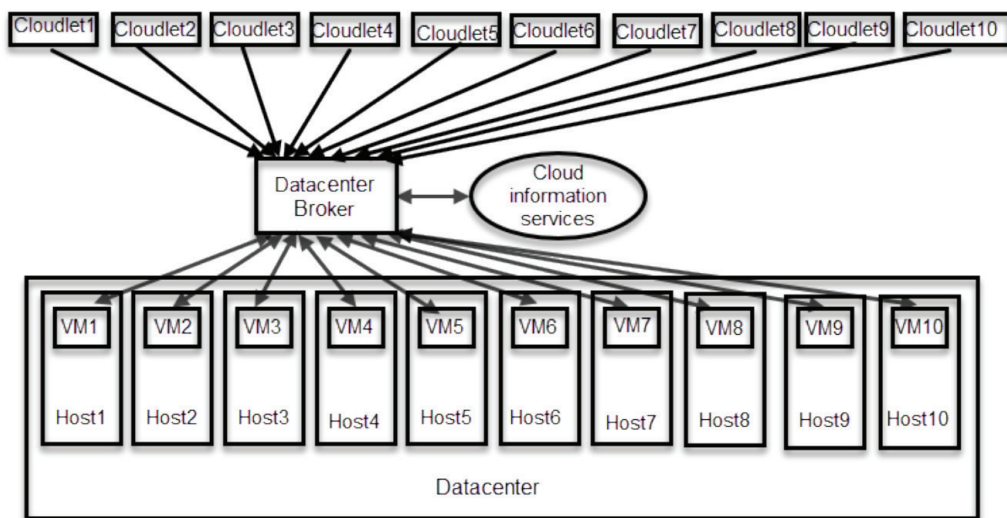 Cloudlet1 Cloudlet2 Cloudlet3 Cloudlet4 Cloudlet5 Cloudlet6 Cloudlet7 Cloudlet8 Cloudlet9 Cloudlet10
Datacenter
Broker
Cloud
information
services
VM1 VM2 VM3 VM4 VM5 VM6 VM7 VM8 VM9 VM10
Host1 Host2 Host3 Host4 Host5 Host6 Host7 Host8 Host9 Host10
Datacenter